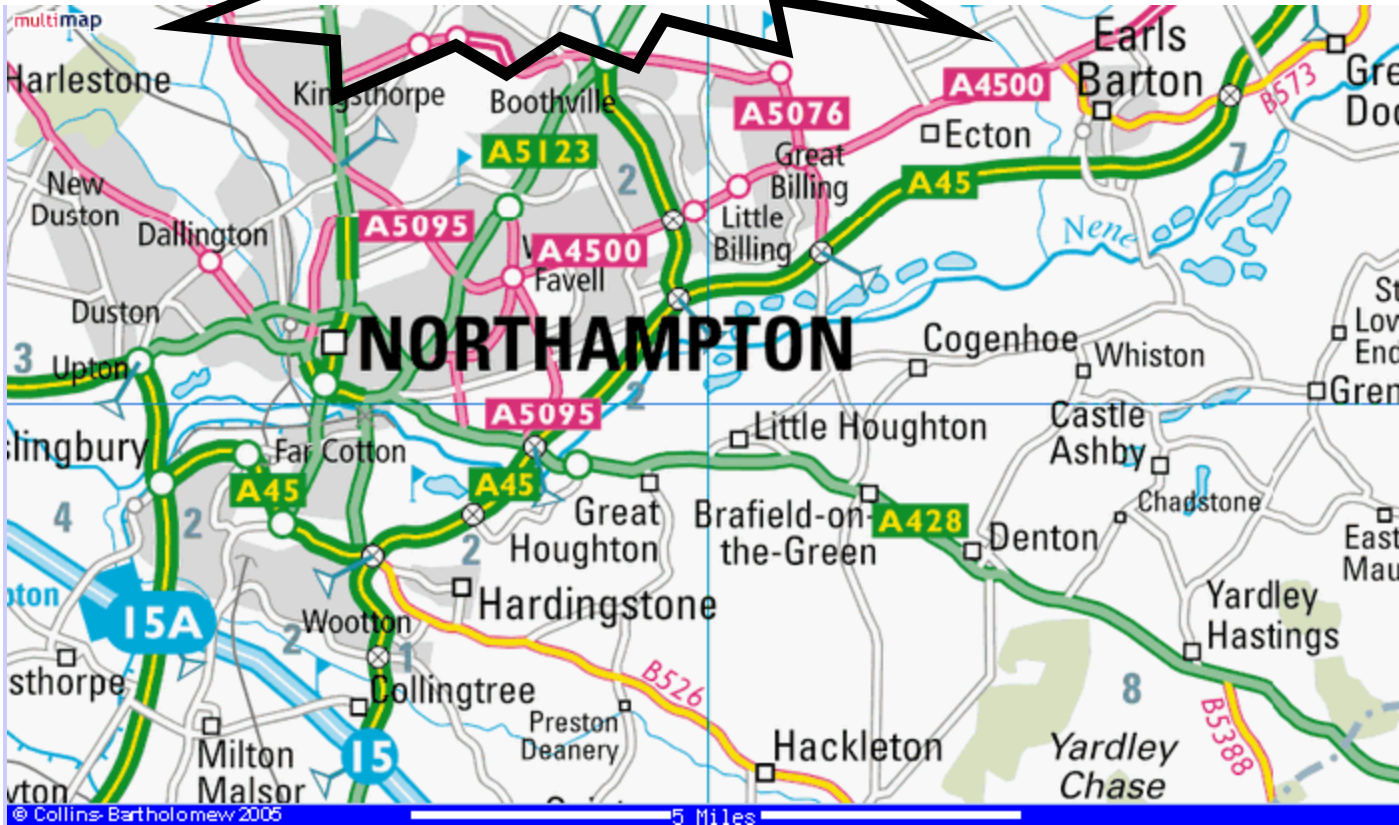 multimap
Harlestone
Kingsthorpe
Boothville
Earls
Barton
B573
A4500
A5076
Ecton
A5123
New
Duston
Dallington
A5095
A4500
Favell
2
Great
Billing
Little
Billing
A45
7
Nene
Duston
3
Upton
NORTHAMPTON
Cogenhoe
Whiston
2
A5095
Little Houghton
Castle
Ashby
Far Cotton
A45
A45
4
2
Great
Houghton
2
Brafield-on-
the-Green
A428
Denton
Chadstone
East
15A
Hardingstone
Wootton
2
1
Yardley
Hastings
Collingtree
B526
Preston
Deanery
8
B5388
Milton
Malsor
15
Hackleton
Yardley
Chase
© Collins-Bartholomew 2005
5 Miles